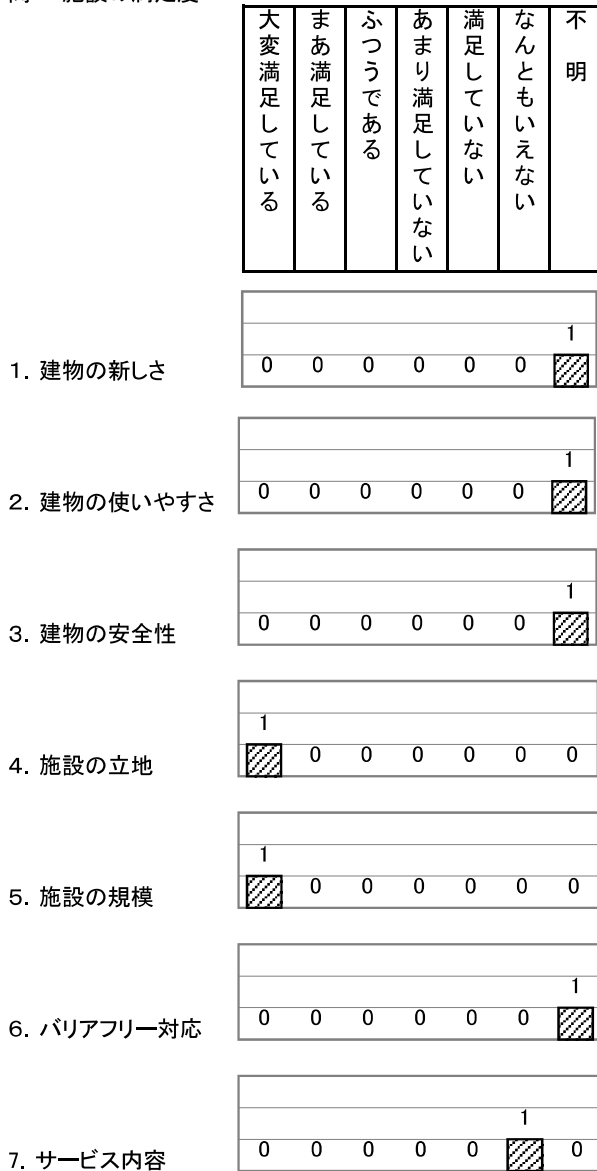 大変満足している
まあ満足している
ふつうである
あまり満足していない
満足していない
なんともいえない
不明
1
1. 建物の新しさ 0 0 0 0 0 0
1
2. 建物の使いやすさ 0 0 0 0 0 0
1
3. 建物の安全性 0 0 0 0 0 0
1
4. 施設の立地 0 0 0 0 0 0
1
5. 施設の規模 0 0 0 0 0 0
1
6. バリアフリー対応 0 0 0 0 0 0
1
7. サービス内容 0 0 0 0 0 0